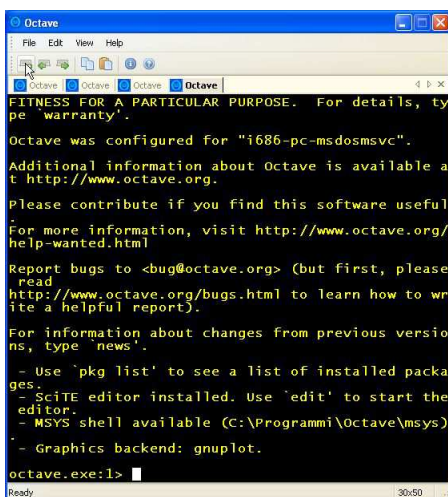 Octave
File Edit View Help
Octave Octave Octave Octave
FITNESS FOR A PARTICULAR PURPOSE.  For details, ty
pe `warranty'.
Octave was configured for "i686-pc-msdosmsvc".
Additional information about Octave is available a
t http://www.octave.org.
Please contribute if you find this software useful
.
For more information, visit http://www.octave.org/
help-wanted.html
Report bugs to <bug@octave.org> (but first, please
 read
http://www.octave.org/bugs.html to learn how to wr
ite a helpful report).
For information about changes from previous versio
ns, type `news'.
 - Use `pkg list' to see a list of installed packa
ges.
 - SciTE editor installed. Use `edit' to start the
 editor.
 - MSYS shell available (C:\Programmi\Octave\msys)
.
 - Graphics backend: gnuplot.
octave.exe:1>
Ready 30x50